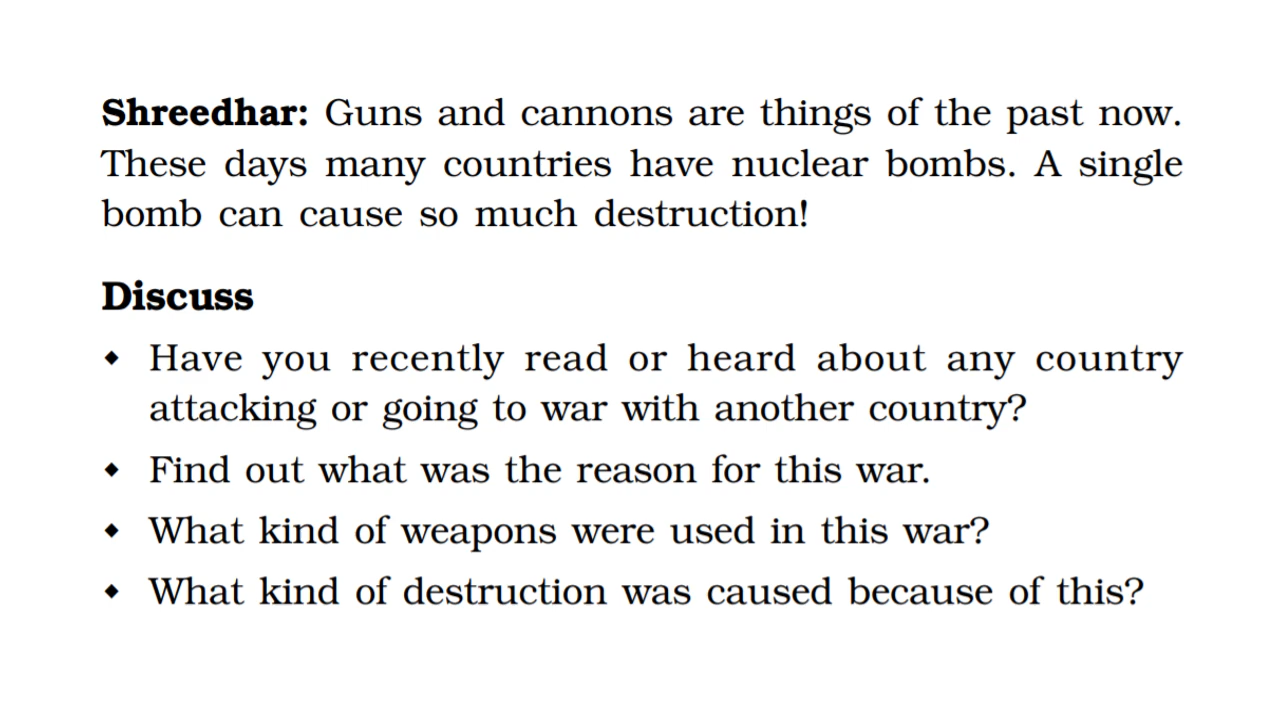 Shreedhar: Guns and cannons are things of the past now.
These days many countries have nuclear bombs. A single
bomb can cause so much destruction!
Discuss
◆ Have you recently read or heard about any country
attacking or going to war with another country?
◆ Find out what was the reason for this war.
◆ What kind of weapons were used in this war?
◆ What kind of destruction was caused because of this?